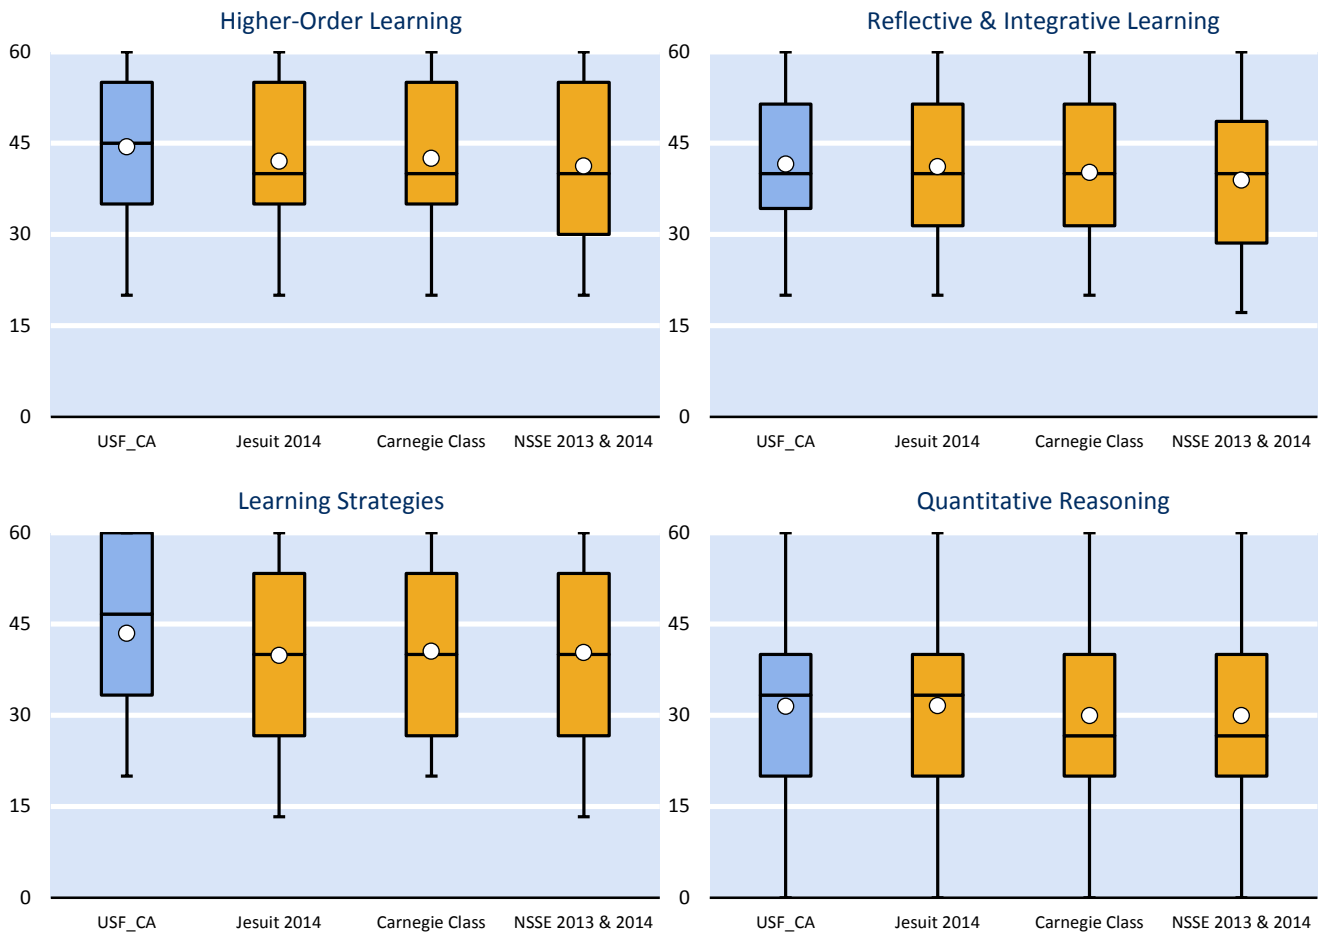 Higher-Order Learning
60
45
30
15
0
USF_CA Jesuit 2014 Carnegie Class NSSE 2013 & 2014
Reflective & Integrative Learning
60
45
30
15
0
USF_CA Jesuit 2014 Carnegie Class NSSE 2013 & 2014
Learning Strategies
60
45
30
15
0
USF_CA Jesuit 2014 Carnegie Class NSSE 2013 & 2014
Quantitative Reasoning
60
45
30
15
0
USF_CA Jesuit 2014 Carnegie Class NSSE 2013 & 2014